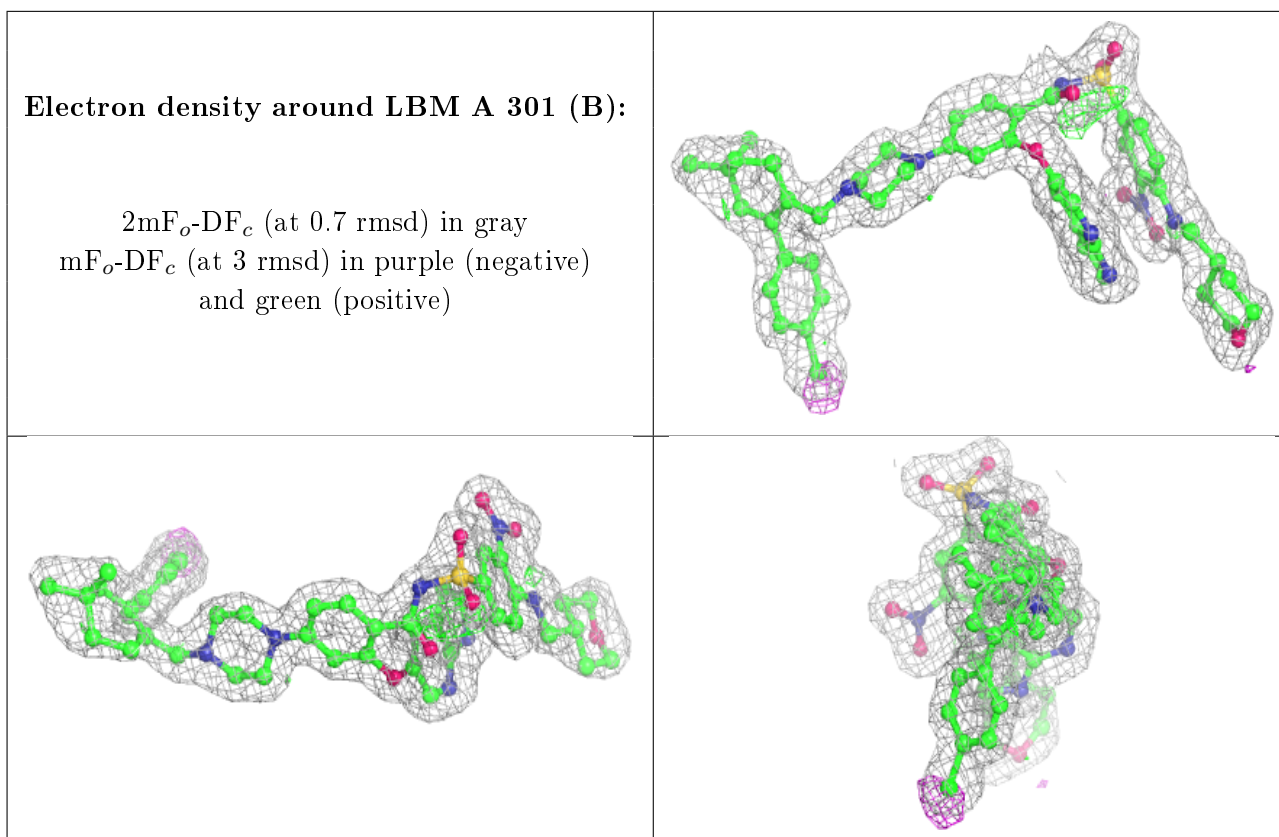 Electron density around LBM A 301 (B):
2mFo-DFc (at 0.7 rmsd) in gray
mFo-DFc (at 3 rmsd) in purple (negative)
and green (positive)